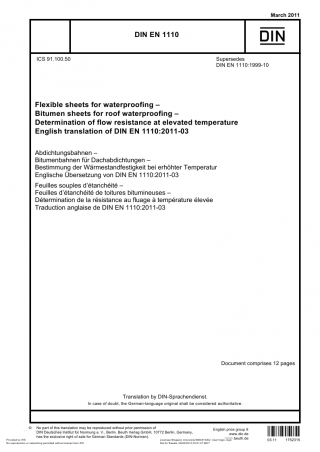 March 2011
DIN EN 1110
DIN
ICS 91.100.50
Supersedes
DIN EN 1110:1999-10
Flexible sheets for waterproofing –
Bitumen sheets for roof waterproofing –
Determination of flow resistance at elevated temperature
English translation of DIN EN 1110:2011-03
Abdichtungsbahnen –
Bitumenbahnen für Dachabdichtungen –
Bestimmung der Wärmestandfestigkeit bei erhöhter Temperatur
Englische Übersetzung von DIN EN 1110:2011-03
Feuilles souples d'étanchéité –
Feuilles d'étanchéité de toitures bitumineuses –
Détermination de la résistance au fluage à température élevée
Traduction anglaise de DIN EN 1110:2011-03
Document comprises 12 pages
Translation by DIN-Sprachendienst.
In case of doubt, the German-language original shall be considered authoritative.
© No part of this translation may be reproduced without prior permission of
DIN Deutsches Institut für Normung e. V., Berlin. Beuth Verlag GmbH, 10772 Berlin, Germany,
has the exclusive right of sale for German Standards (DIN-Normen).
English price group 9
www.din.de
www.beuth.de
03.11 1752319